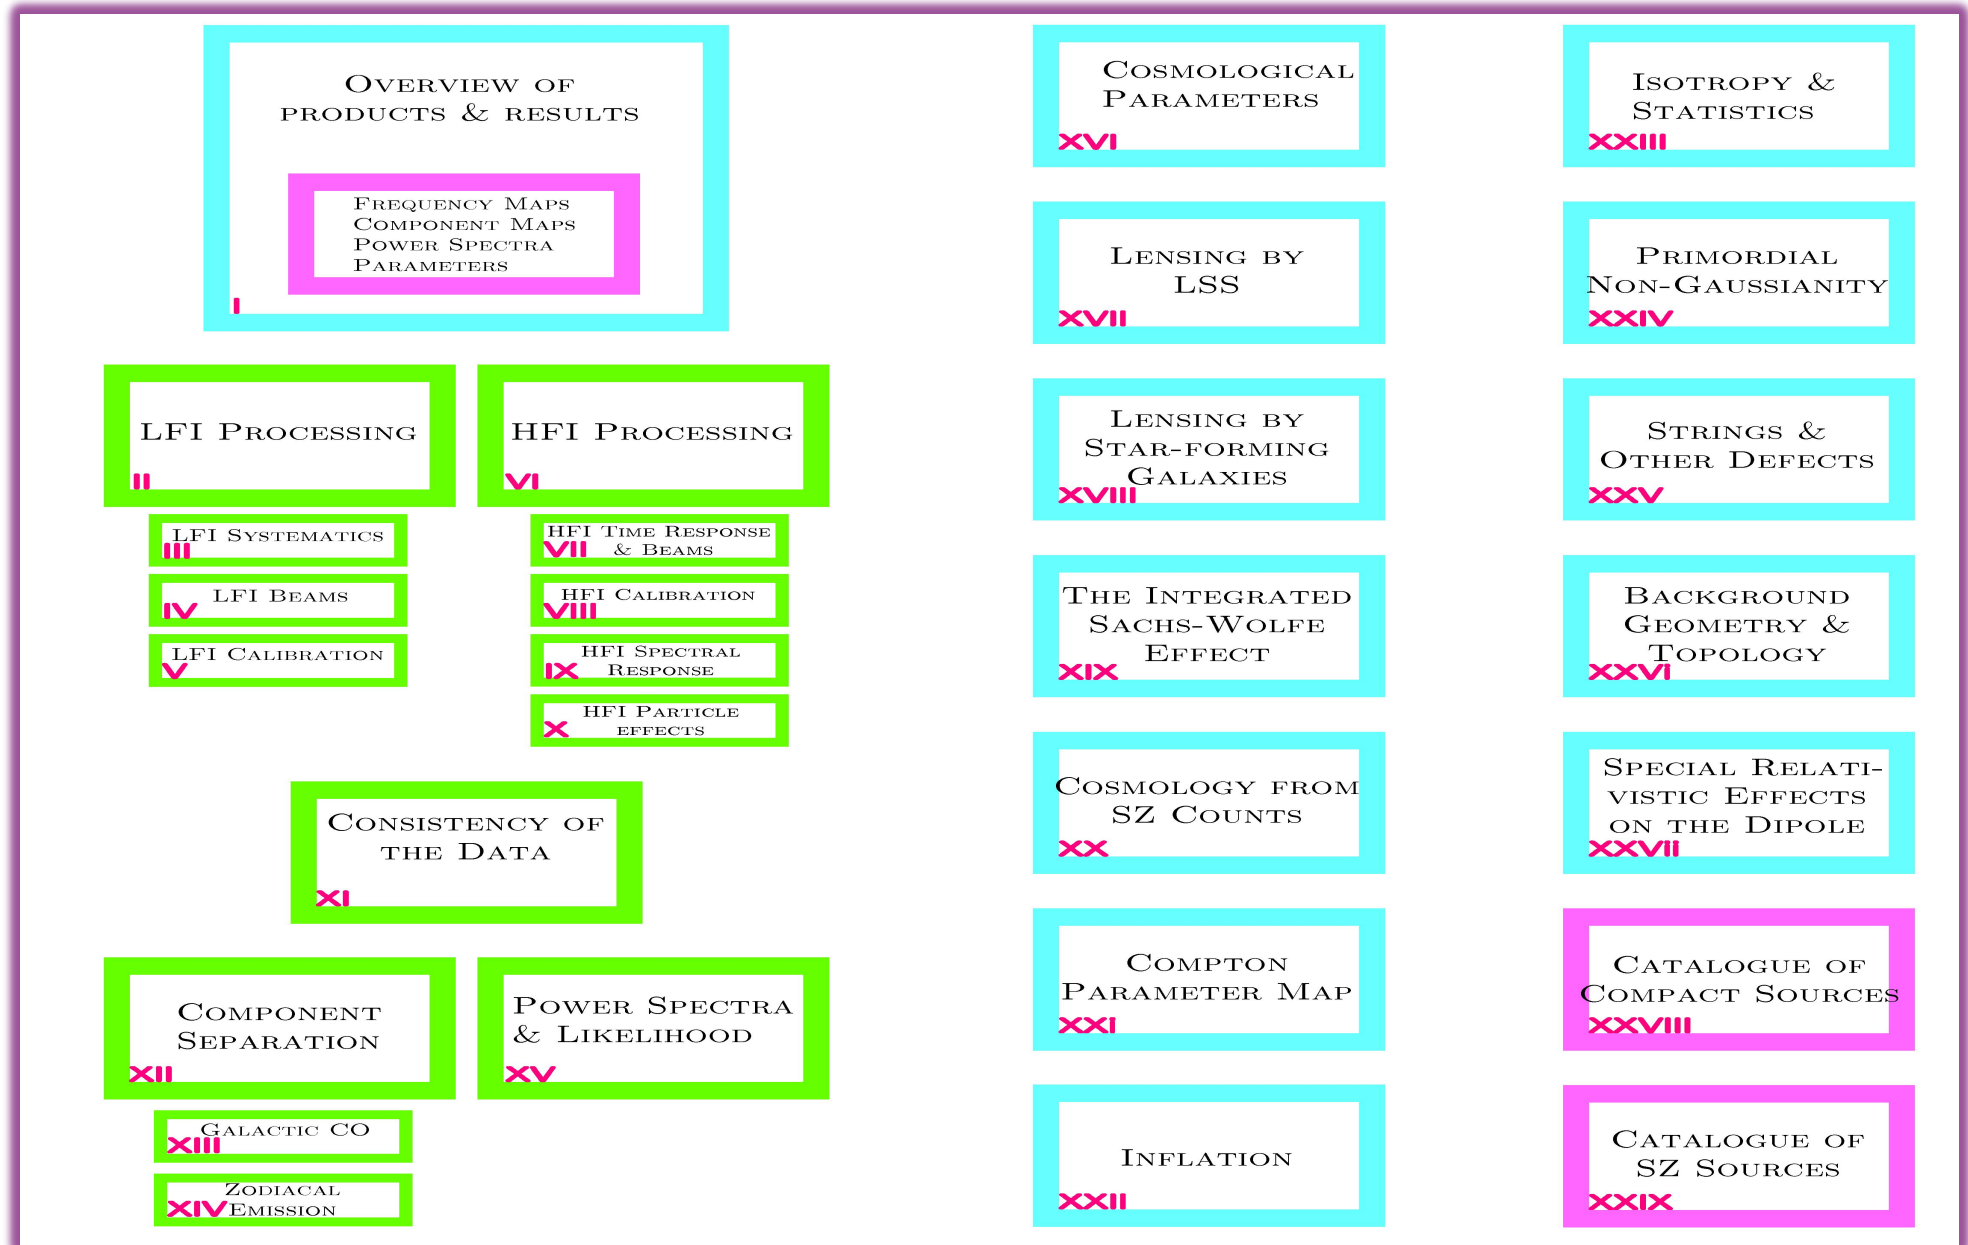 Overview of
products & results
Frequency Maps
Component Maps
Power Spectra
Parameters
I
LFI Processing
II
HFI Processing
VI
LFI Systematics
III
LFI Beams
IV
LFI Calibration
V
HFI Time Response
& Beams
VII
HFI Calibration
VIII
HFI Spectral
Response
IX
HFI Particle
effects
X
Consistency of
the Data
XI
Component
Separation
XII
Power Spectra
& Likelihood
XV
Galactic CO
XIII
Zodiacal
Emission
XIV
Cosmological
Parameters
XVI
Lensing by
LSS
XVII
Lensing by
Star-forming
Galaxies
XVIII
The Integrated
Sachs-Wolfe
Effect
XIX
Cosmology from
SZ Counts
XX
Compton
Parameter Map
XXi
Inflation
XXII
Isotropy &
Statistics
XXIII
Primordial
Non-Gaussianity
XXIV
Strings &
Other Defects
XXV
Background
Geometry &
Topology
XXVi
Special Relati-
vistic Effects
on the Dipole
XXVii
Catalogue of
Compact Sources
XXVIII
Catalogue of
SZ Sources
XXIX